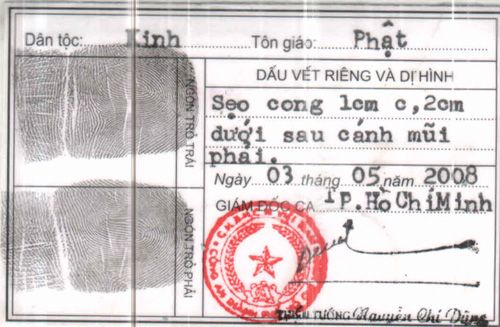 Dân tộc: Kinh Tôn giáo: Phật
NGÓN TRỎ TRÁI
DẤU VẾT RIÊNG VÀ DỊ HÌNH
Sẹo cong 1cm c,2cm
dưới sau cánh mũi
phải.
Ngày 03 tháng 05 năm 2008
GIÁM ĐỐC CA TP.Hồ Chí Minh
NGÓN TRỎ PHẢI
TƯỚNG Nguyễn Chí Dũng